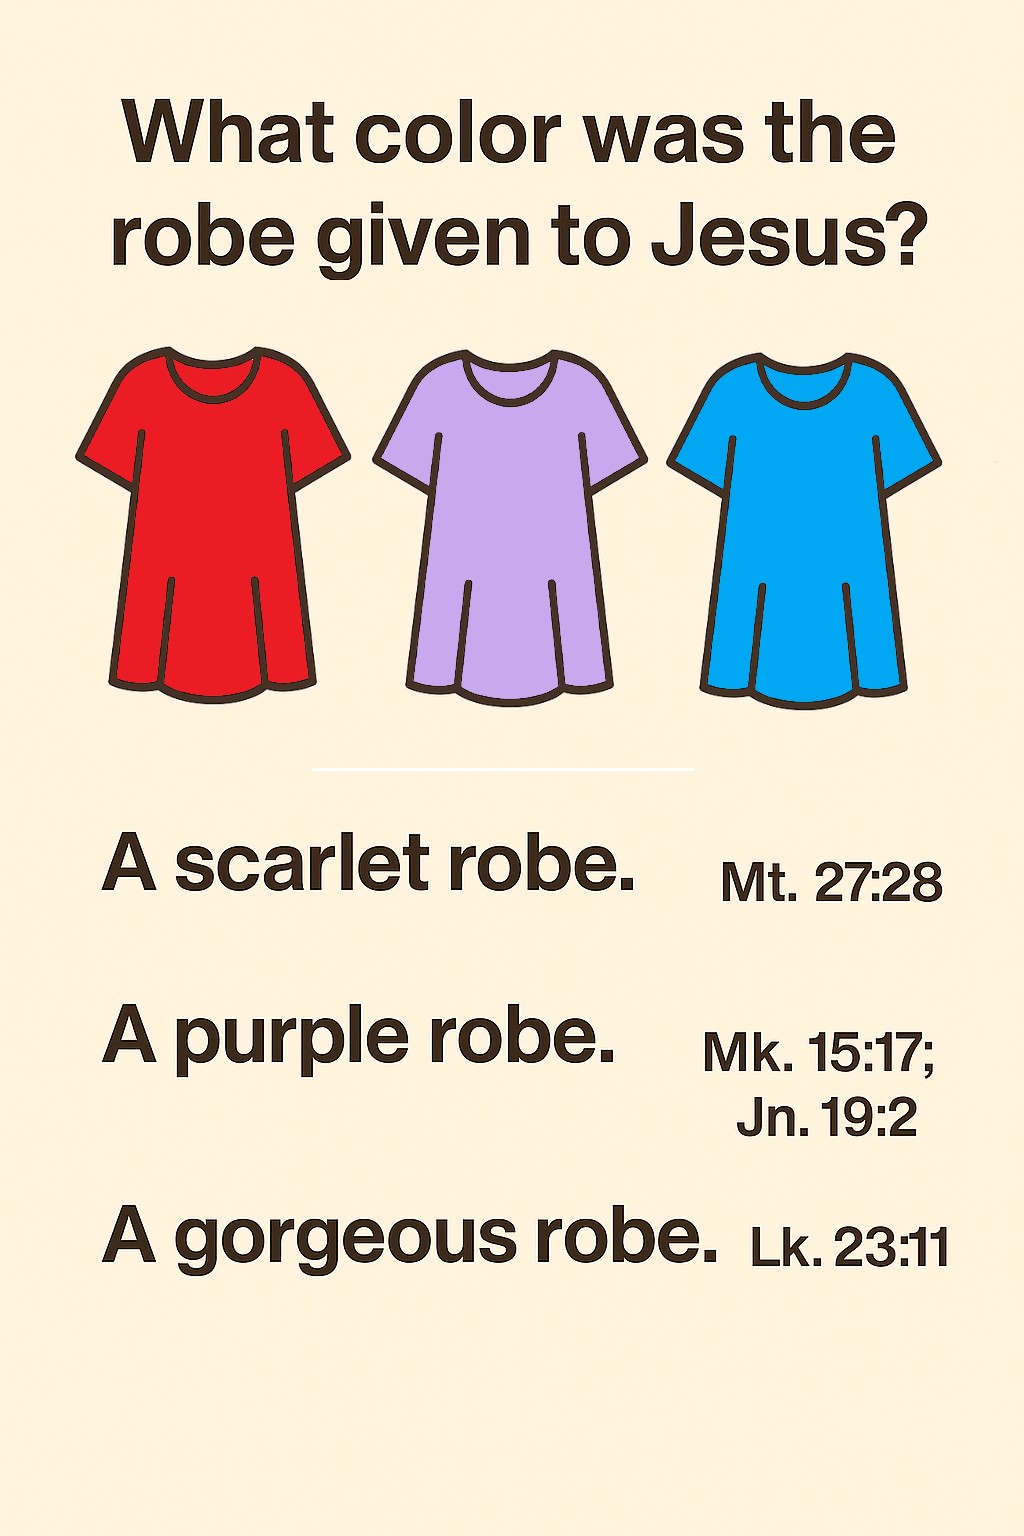 What color was the
robe given to Jesus?
A scarlet robe. Mt. 27:28
A purple robe. Mk. 15:17;
Jn. 19:2
A gorgeous robe. Lk. 23:11